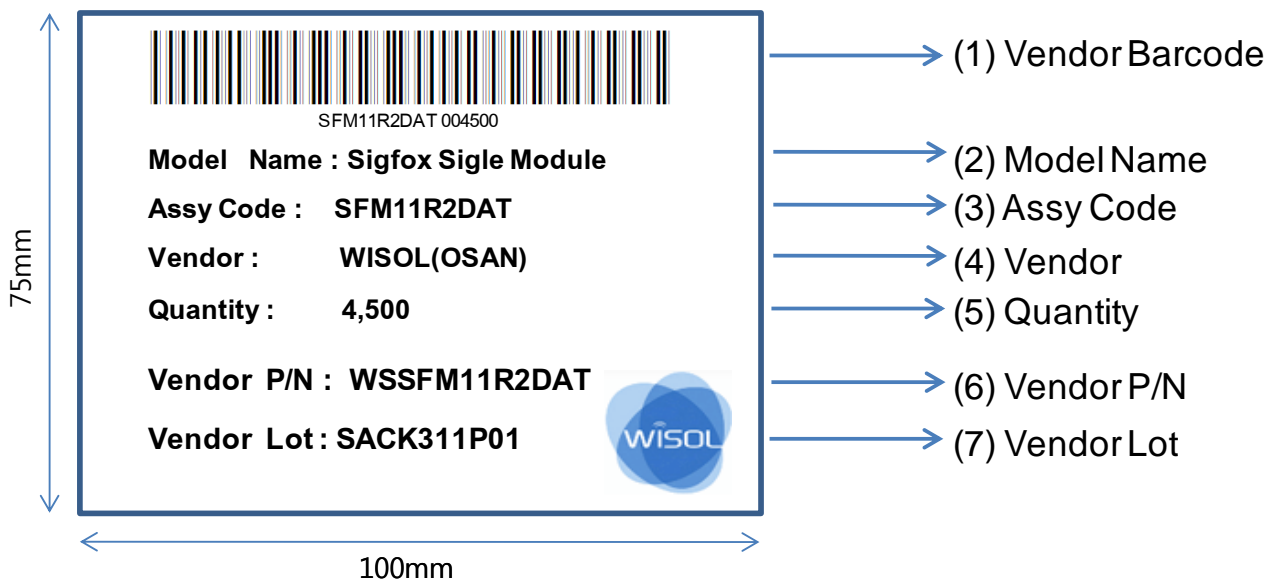 SFM11R2DAT 004500
Model Name : Sigfox Sigle Module
Assy Code : SFM11R2DAT
Vendor : WISOL(OSAN)
Quantity : 4,500
Vendor P/N : WSSFM11R2DAT
Vendor Lot : SACK311P01
WISOL
75mm
100mm
(1) Vendor Barcode
(2) Model Name
(3) Assy Code
(4) Vendor
(5) Quantity
(6) Vendor P/N
(7) Vendor Lot